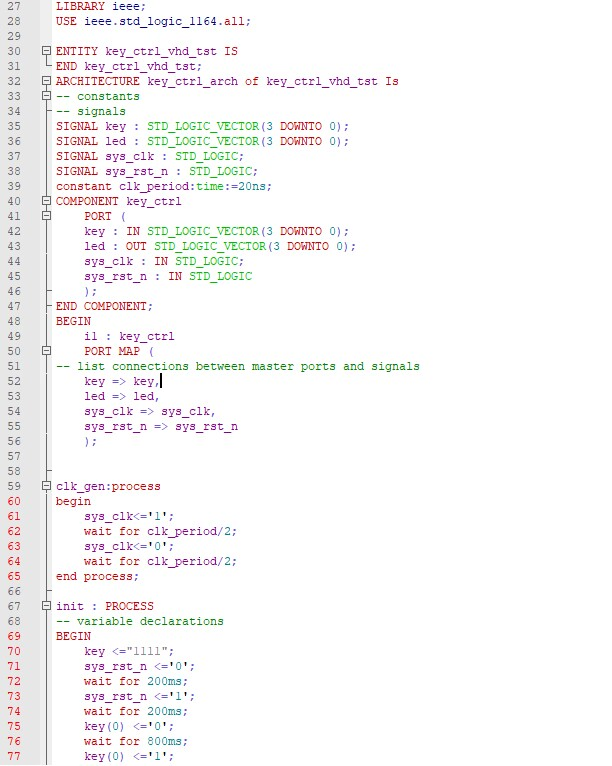 27 LIBRARY ieee;
28 USE ieee.std_logic_1164.all;
29
30 ENTITY key_ctrl_vhd_tst IS
31 END key_ctrl_vhd_tst;
32 ARCHITECTURE key_ctrl_arch of key_ctrl_vhd_tst Is
33 -- constants
34 -- signals
35 SIGNAL key : STD_LOGIC_VECTOR(3 DOWNTO 0);
36 SIGNAL led : STD_LOGIC_VECTOR(3 DOWNTO 0);
37 SIGNAL sys_clk : STD_LOGIC;
38 SIGNAL sys_rst_n : STD_LOGIC;
39 constant clk_period:time:=20ns;
40 COMPONENT key_ctrl
41 PORT (
42 key : IN STD_LOGIC_VECTOR(3 DOWNTO 0);
43 led : OUT STD_LOGIC_VECTOR(3 DOWNTO 0);
44 sys_clk : IN STD_LOGIC;
45 sys_rst_n : IN STD_LOGIC
46 );
47 END COMPONENT;
48 BEGIN
49 i1 : key_ctrl
50 PORT MAP (
51 -- list connections between master ports and signals
52 key => key,
53 led => led,
54 sys_clk => sys_clk,
55 sys_rst_n => sys_rst_n
56 );
57
58
59 clk_gen:process
60 begin
61 sys_clk<='1';
62 wait for clk_period/2;
63 sys_clk<='0';
64 wait for clk_period/2;
65 end process;
66
67 init : PROCESS
68 -- variable declarations
69 BEGIN
70 key <="1111";
71 sys_rst_n <='0';
72 wait for 200ms;
73 sys_rst_n <='1';
74 wait for 200ms;
75 key(0) <='0';
76 wait for 800ms;
77 key(0) <='1';